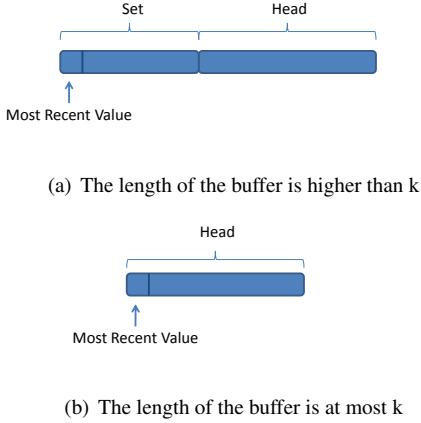 Set Head
Most Recent Value
(a) The length of the buffer is higher than k
Head
Most Recent Value
(b) The length of the buffer is at most k